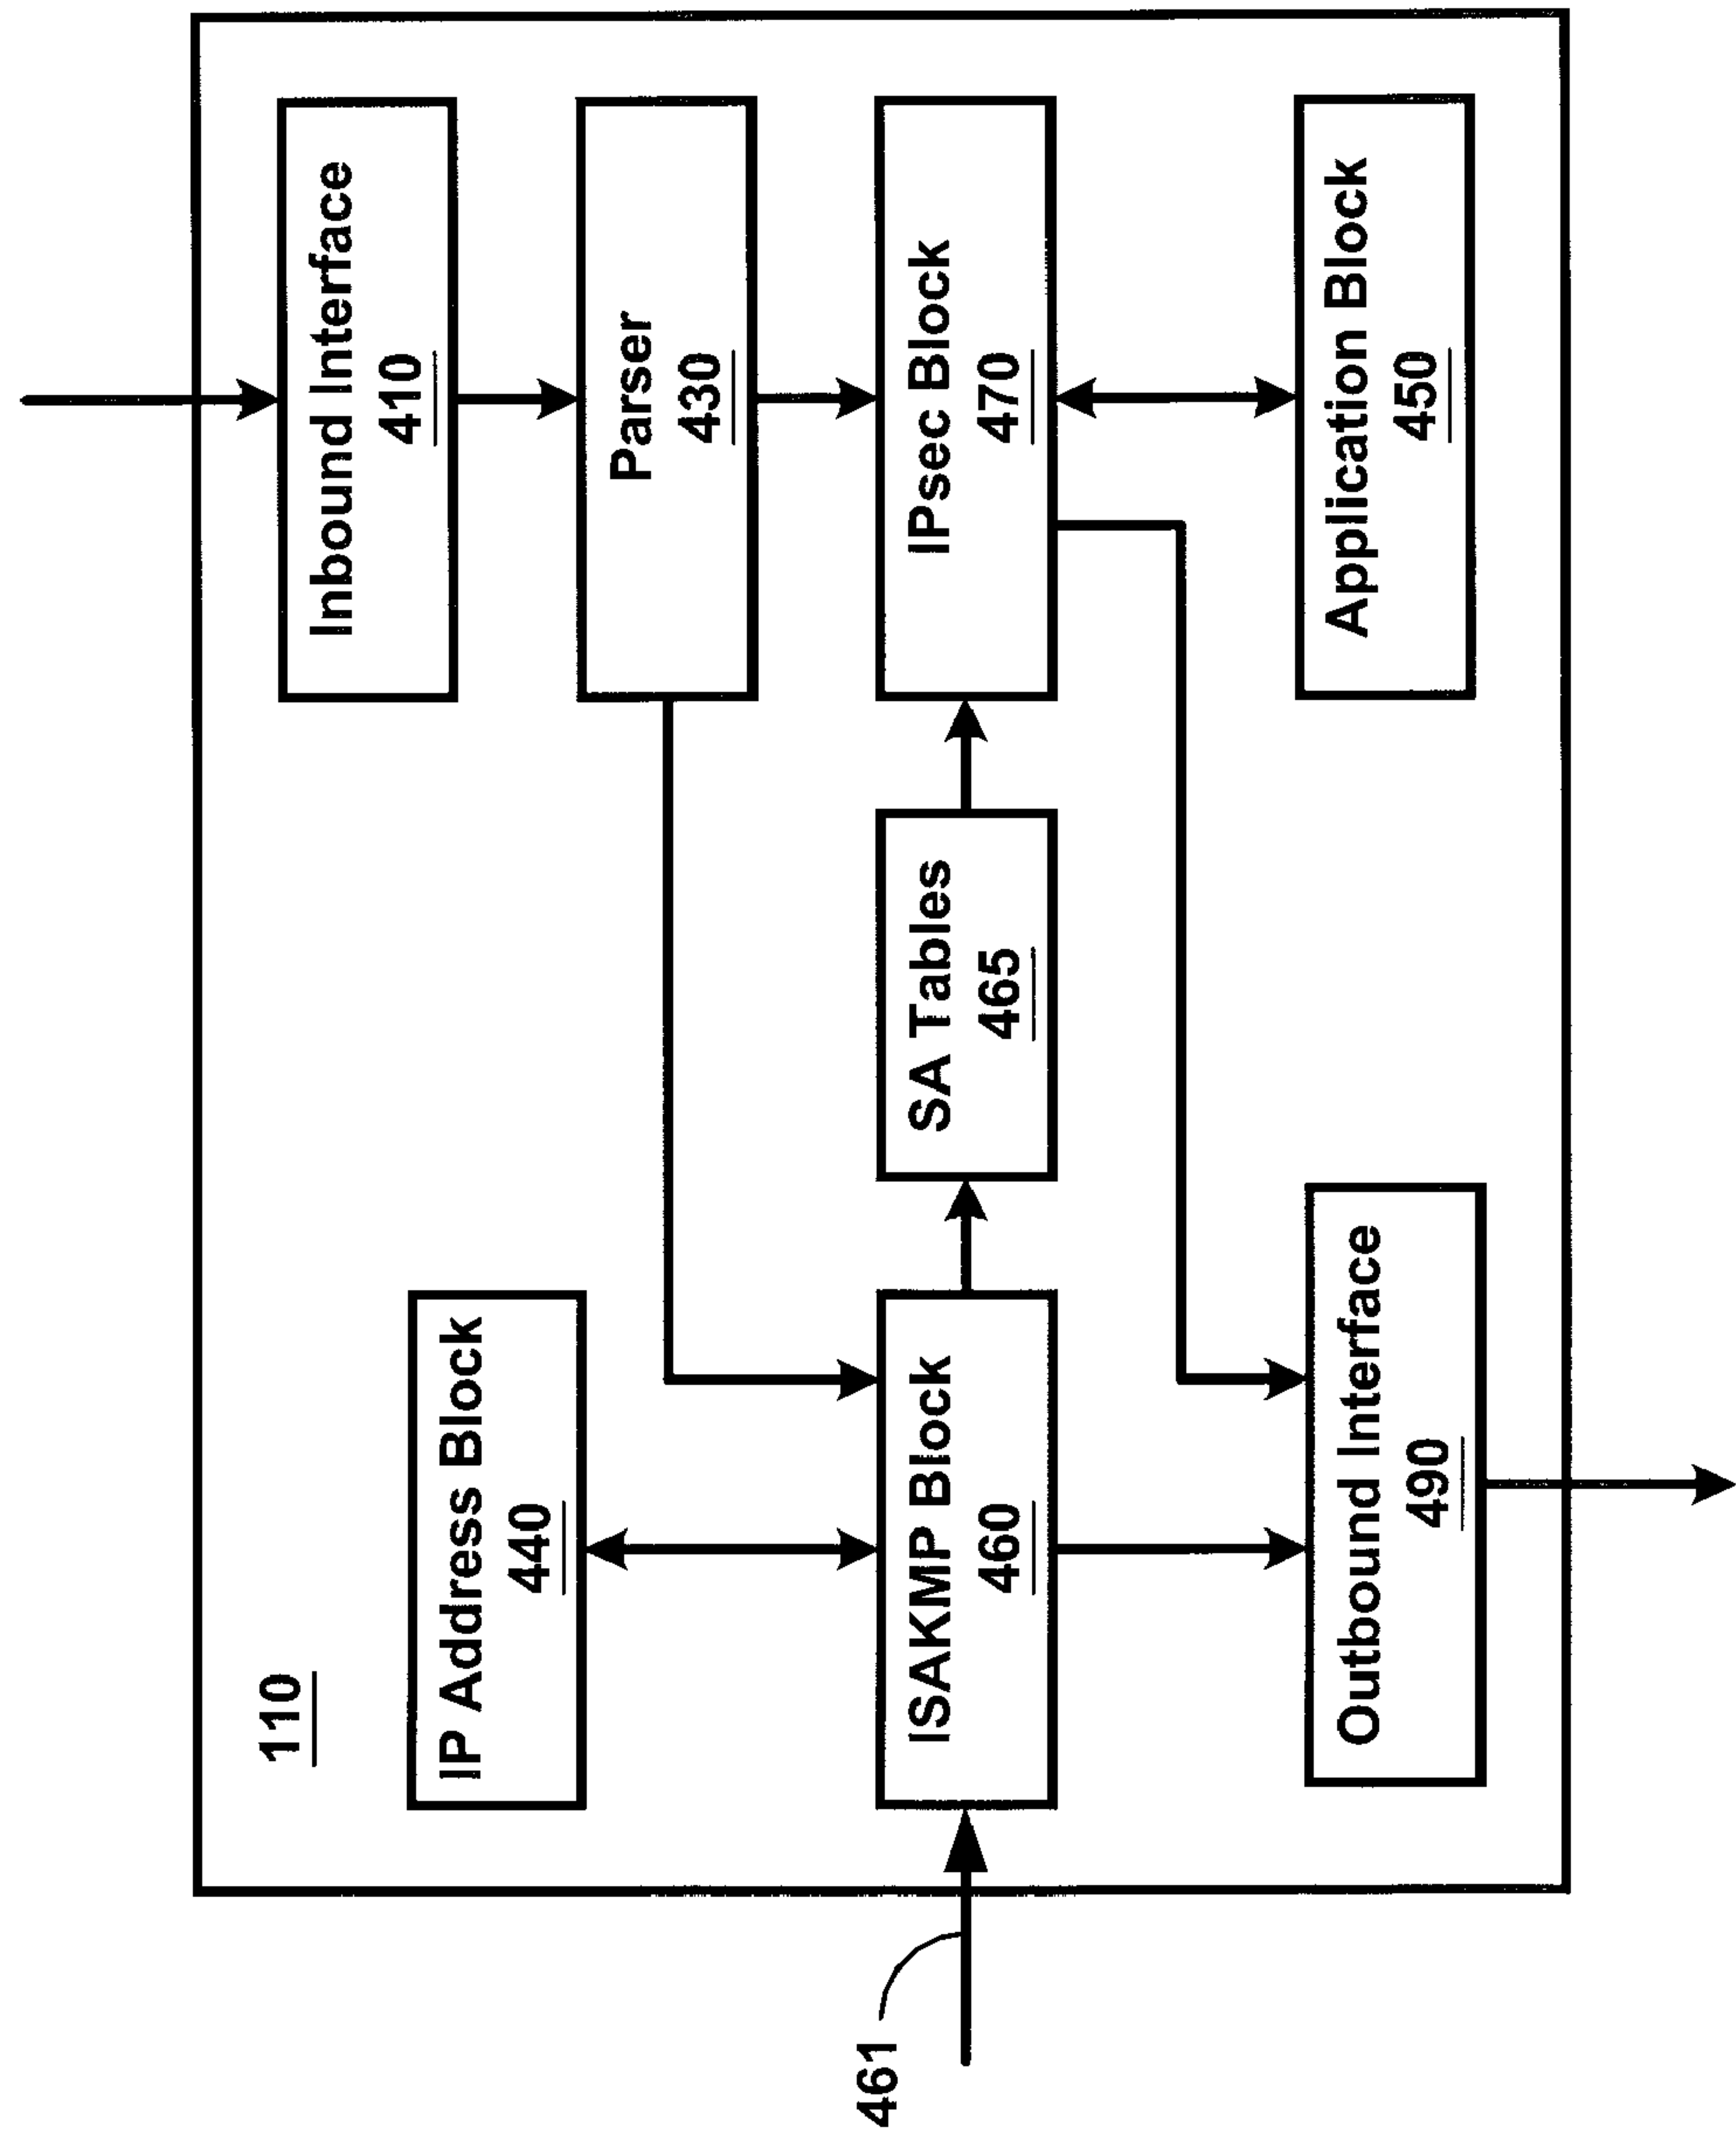 110
Inbound Interface
410
Parser
430
IP Address Block
440
IPsec Block
470
SA Tables
465
ISAKMP Block
460
461
Application Block
450
Outbound Interface
490